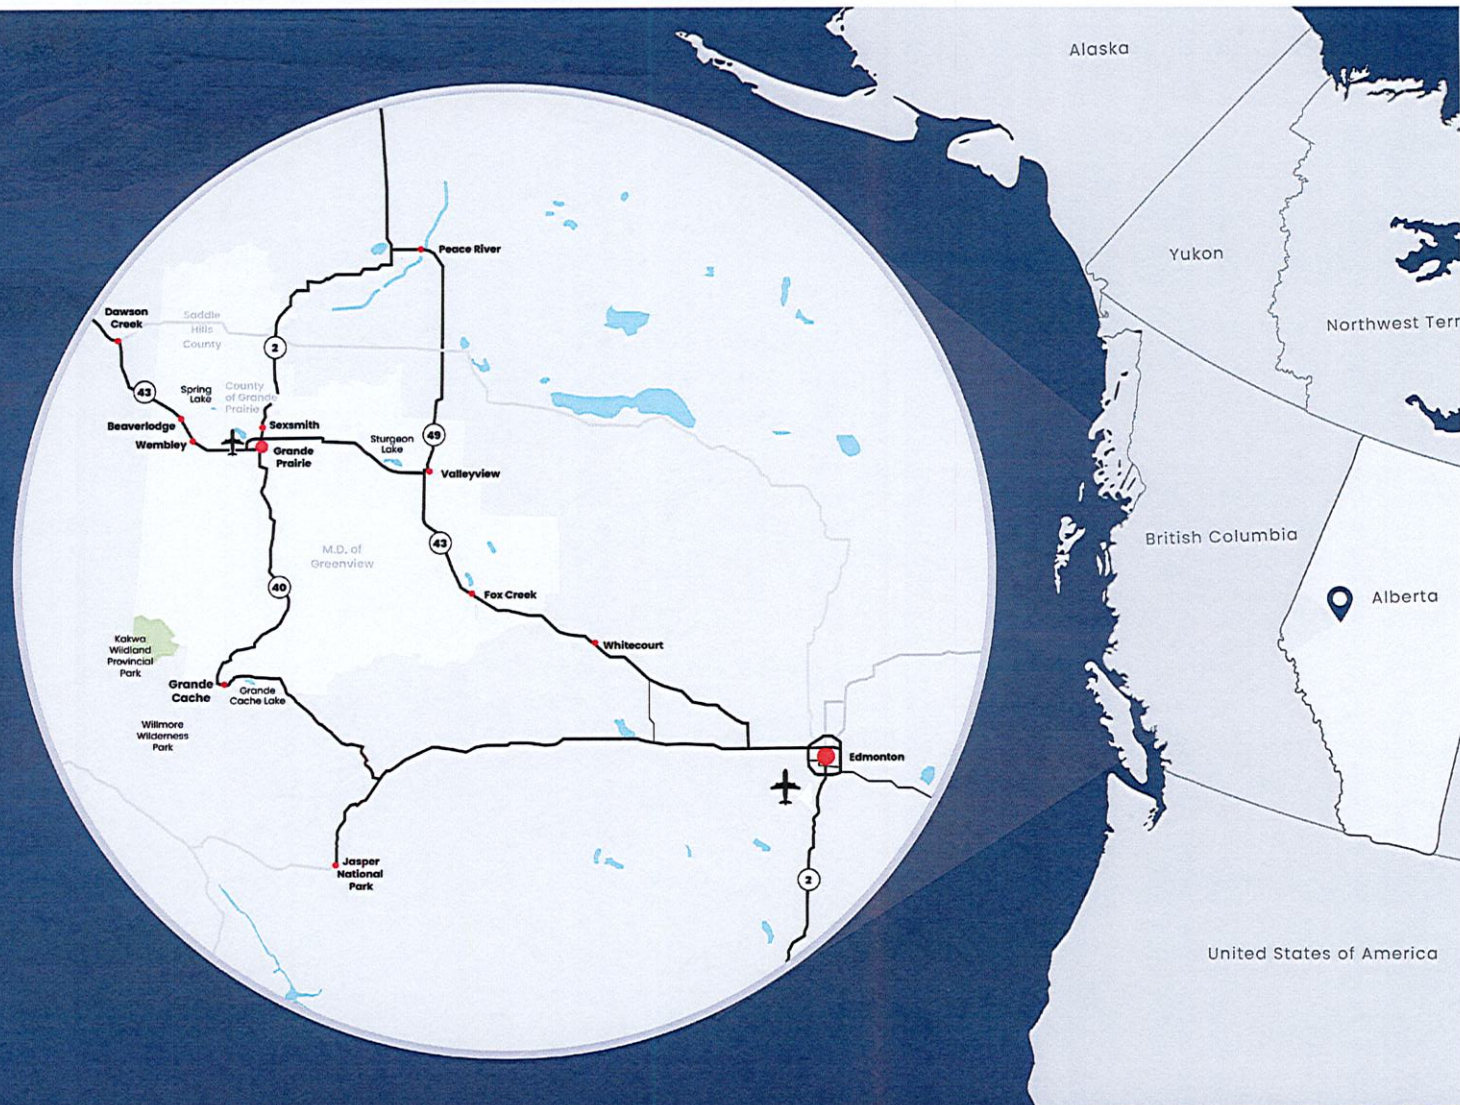 Alaska
Yukon
Northwest Terr
British Columbia
Alberta
United States of America
Peace River
Dawson
Creek
Saddle
Hills
County
2
43
Spring
Lake
County
of Grande
Prairie
Beaverlodge
Sexsmith
Wembley
Grande
Prairie
Sturgeon
Lake
49
Valleyview
43
M.D. of
Greenview
40
Fox Creek
Kakwa
Wildland
Provincial
Park
Whitecourt
Grande
Cache
Grande
Cache Lake
Willmore
Wilderness
Park
Edmonton
Jasper
National
Park
2